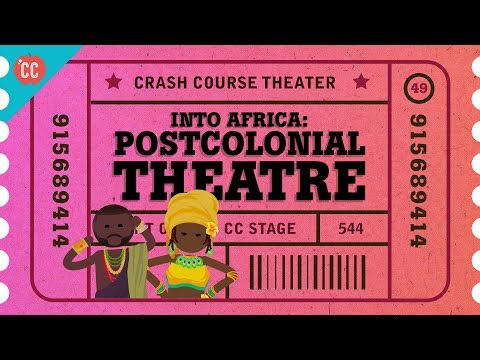 CC
CRASH COURSE THEATER
49
INTO AFRICA:
POSTCOLONIAL
THEATRE
CC STAGE
544
915689414
915689414